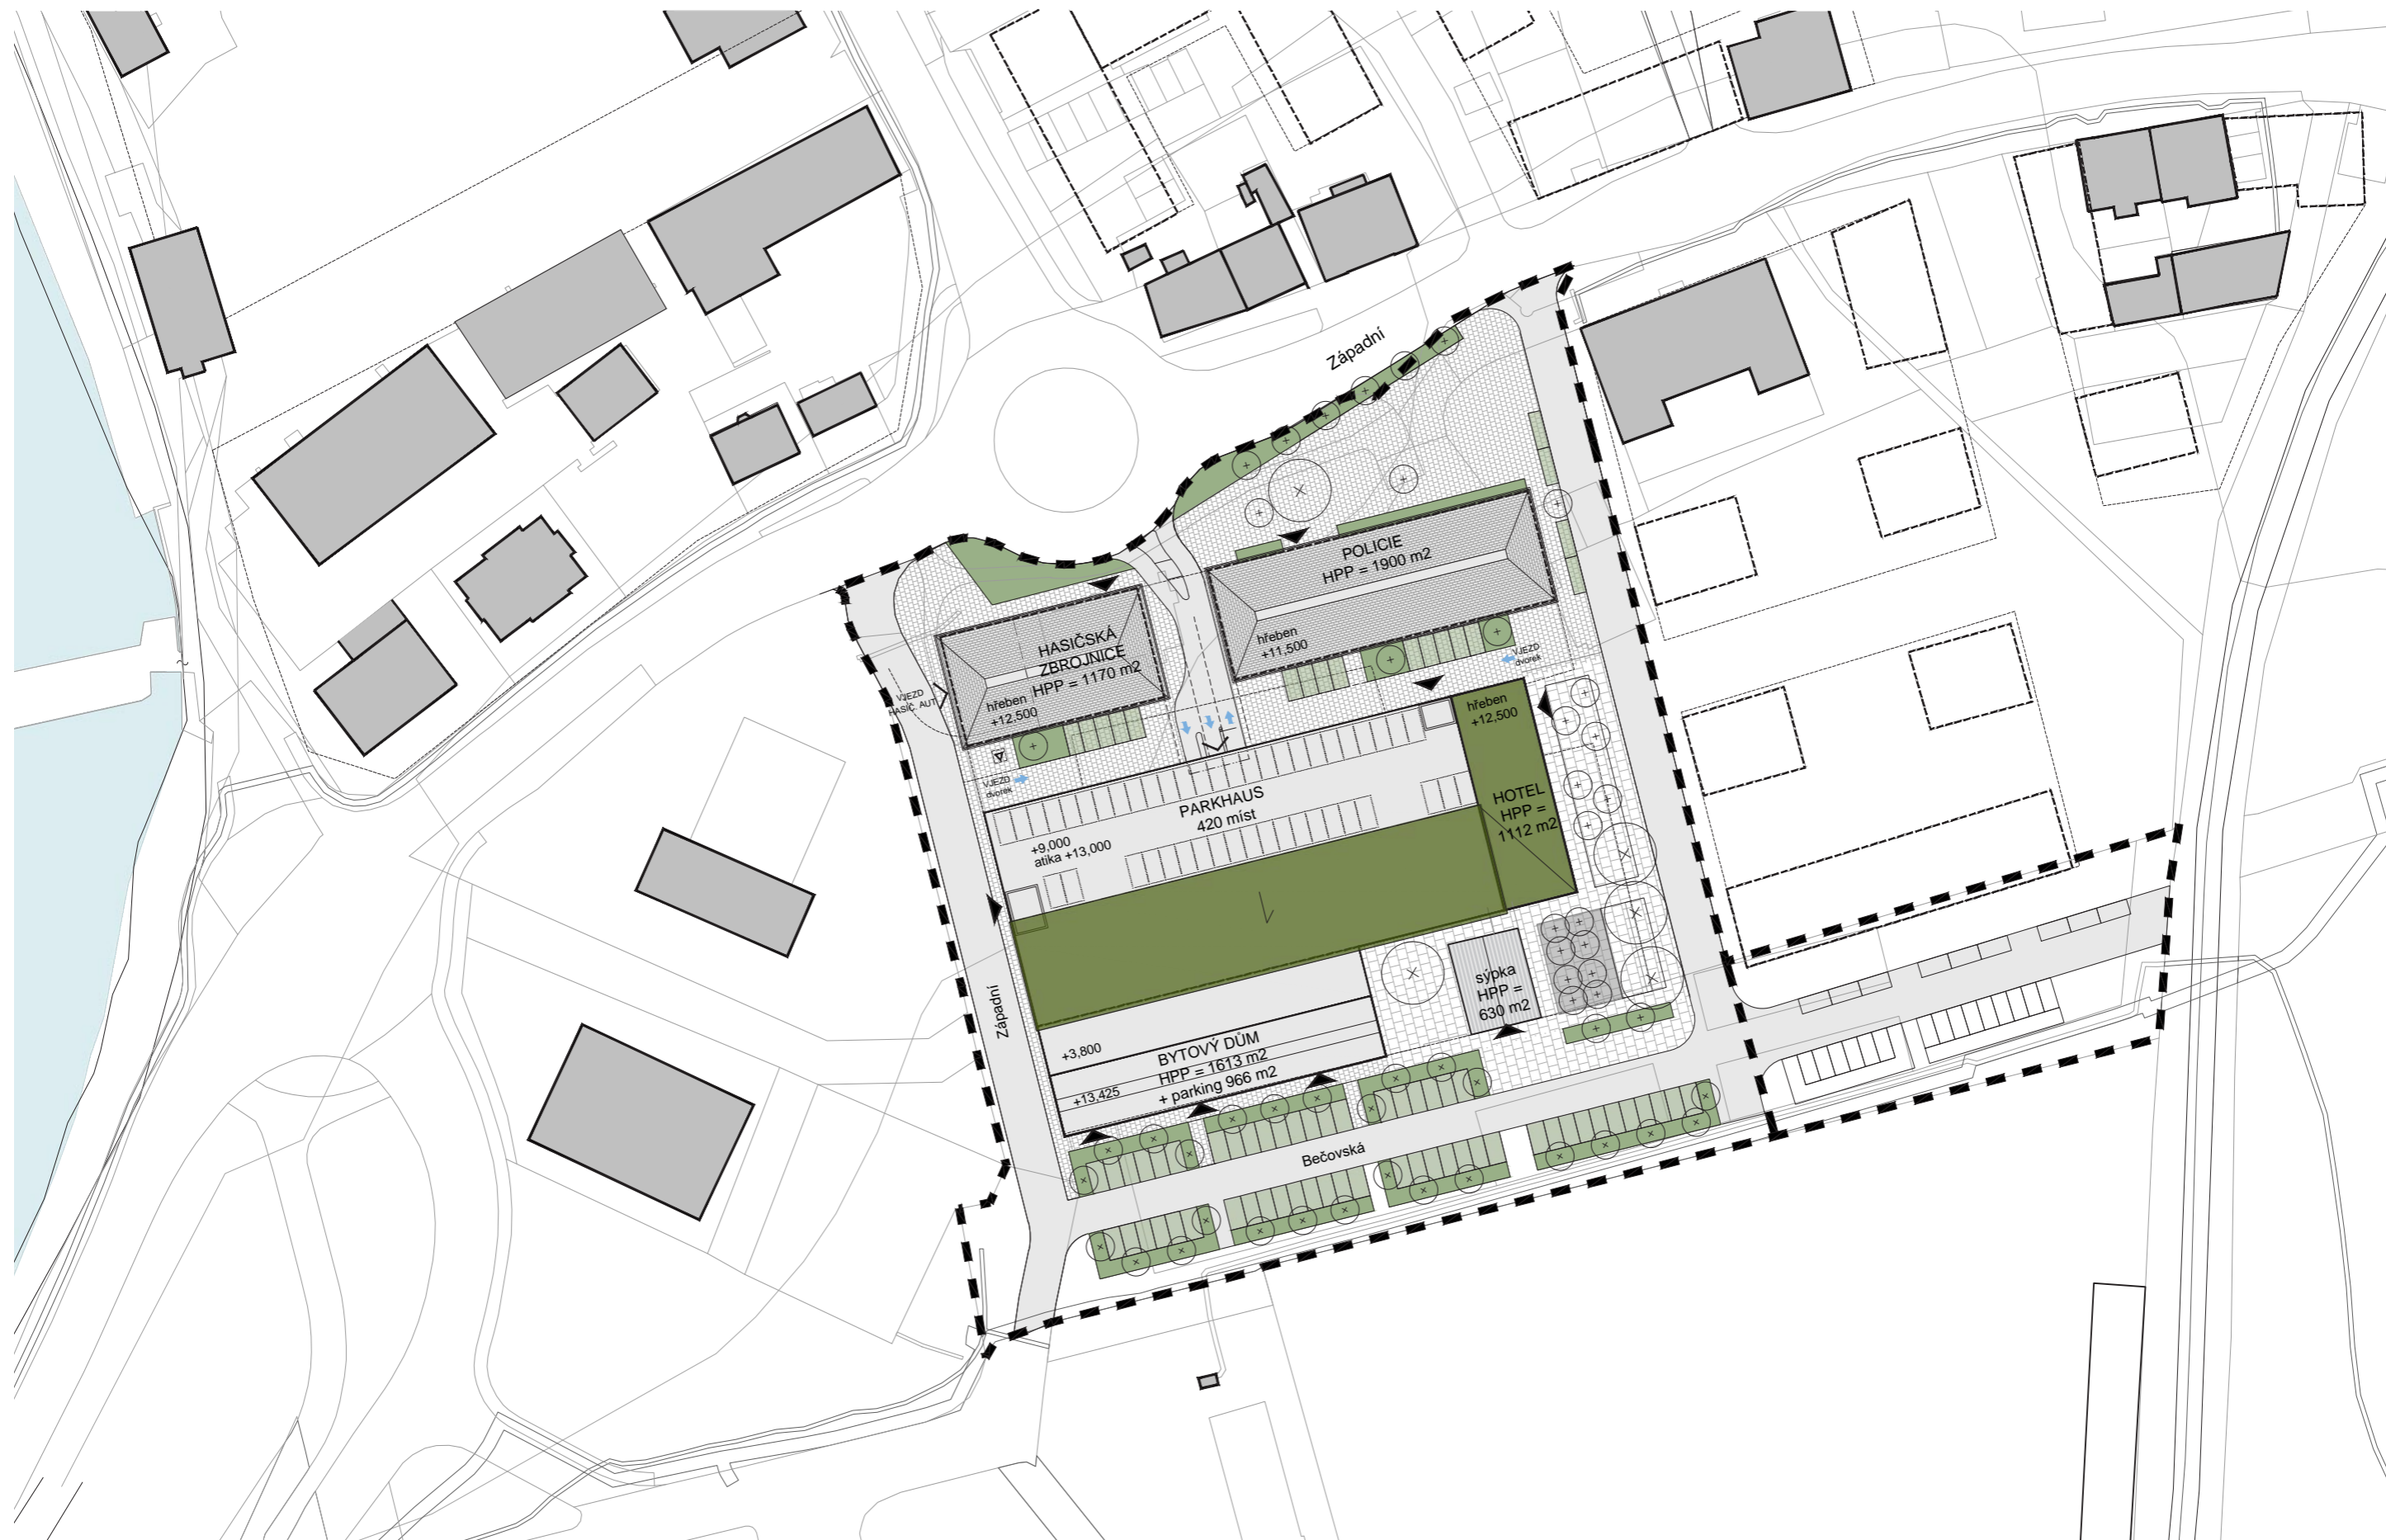 Západní
POLICIE
HPP = 1900 m2
hřeben
+11,500
HASIČSKÁ
ZBROJNICE
HPP = 1170 m2
hřeben
+12,500
VJEZD
HASIČ. AUT
VJEZD
dvorek
VJEZD
dvorek
hřeben
+12,500
HOTEL
HPP =
1112 m2
PARKHAUS
420 míst
+9,000
atika +13,000
sýpka
HPP =
630 m2
Západní
+3,800
BYTOVÝ DŮM
HPP = 1613 m2
+ parking 966 m2
+13,425
Bečovská